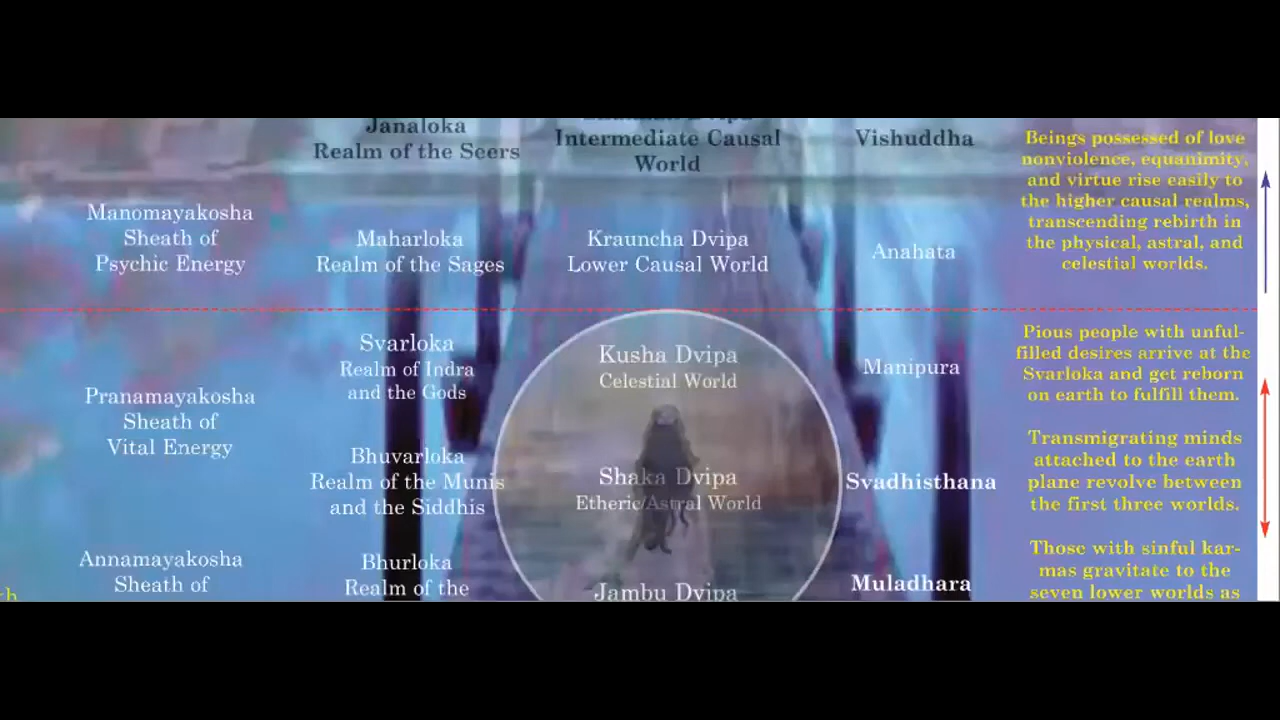 Janaloka
Realm of the Seers
Dvipa
Intermediate Causal
World
Vishuddha
Beings possessed of love
nonviolence, equanimity,
and virtue rise easily to
the higher causal realms,
transcending rebirth in
the physical, astral, and
celestial worlds.
Manomayakosha
Sheath of
Psychic Energy
Maharloka
Realm of the Sages
Krauncha Dvipa
Lower Causal World
Anahata
Pranamayakosha
Sheath of
Vital Energy
Svarloka
Realm of Indra
and the Gods
Kusha Dvipa
Celestial World
Manipura
Pious people with unful-
filled desires arrive at the
Svarloka and get reborn
on earth to fulfill them.
Bhuvarloka
Realm of the Munis
and the Siddhis
Shaka Dvipa
Etheric/Astral World
Svadhisthana
Transmigrating minds
attached to the earth
plane revolve between
the first three worlds.
Annamayakosha
Sheath of
Bhurloka
Realm of the
Jambu Dvipa
Muladhara
Those with sinful kar-
mas gravitate to the
seven lower worlds as